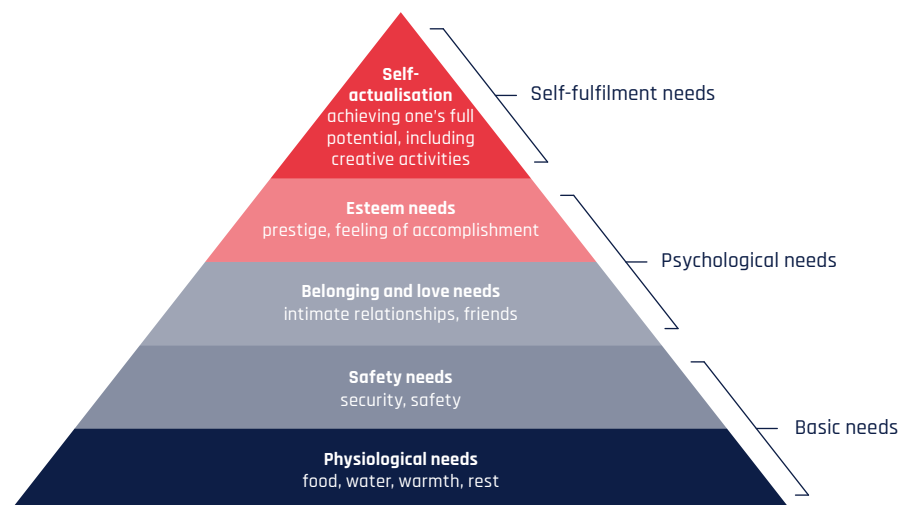 Self-
actualisation
achieving one's full
potential, including
creative activities
Self-fulfilment needs
Esteem needs
prestige, feeling of accomplishment
Psychological needs
Belonging and love needs
intimate relationships, friends
Safety needs
security, safety
Basic needs
Physiological needs
food, water, warmth, rest